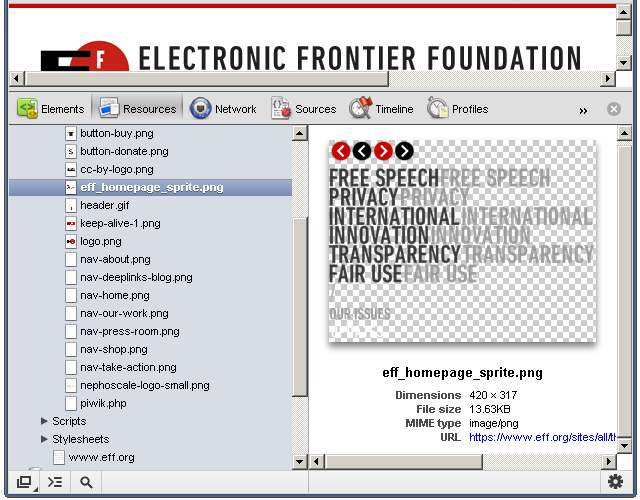 F
ELECTRONIC FRONTIER FOUNDATION
Elements Resources Network Sources Timeline Profiles »
button-buy.png
button-donate.png
cc-by-logo.png
eff_homepage_sprite.png
header.gif
keep-alive-1.png
logo.png
nav-about.png
nav-deeplinks-blog.png
nav-home.png
nav-our-work.png
nav-press-room.png
nav-shop.png
nav-take-action.png
nephoscale-logo-small.png
piwik.php
Scripts
Stylesheets
www.eff.org
FREE SPEECH FREE SPEECH
PRIVACY PRIVACY
INTERNATIONAL INTERNATIONAL
INNOVATION INNOVATION
TRANSPARENCY TRANSPARENCY
FAIR USE FAIR USE
/
OUR ISSUES
eff_homepage_sprite.png
Dimensions 420 × 317
File size 13.63KB
MIME type image/png
URL https://www.eff.org/sites/all/th